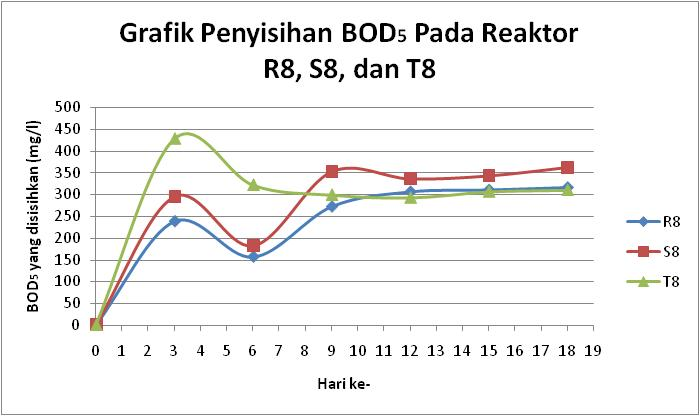 Grafik Penyisihan BOD5 Pada Reaktor
R8, S8, dan T8
BOD5 yang disisihkan (mg/l)
500
450
400
350
300
250
200
150
100
50
0
0 1 2 3 4 5 6 7 8 9 10 11 12 13 14 15 16 17 18 19
Hari ke-
R8
S8
T8